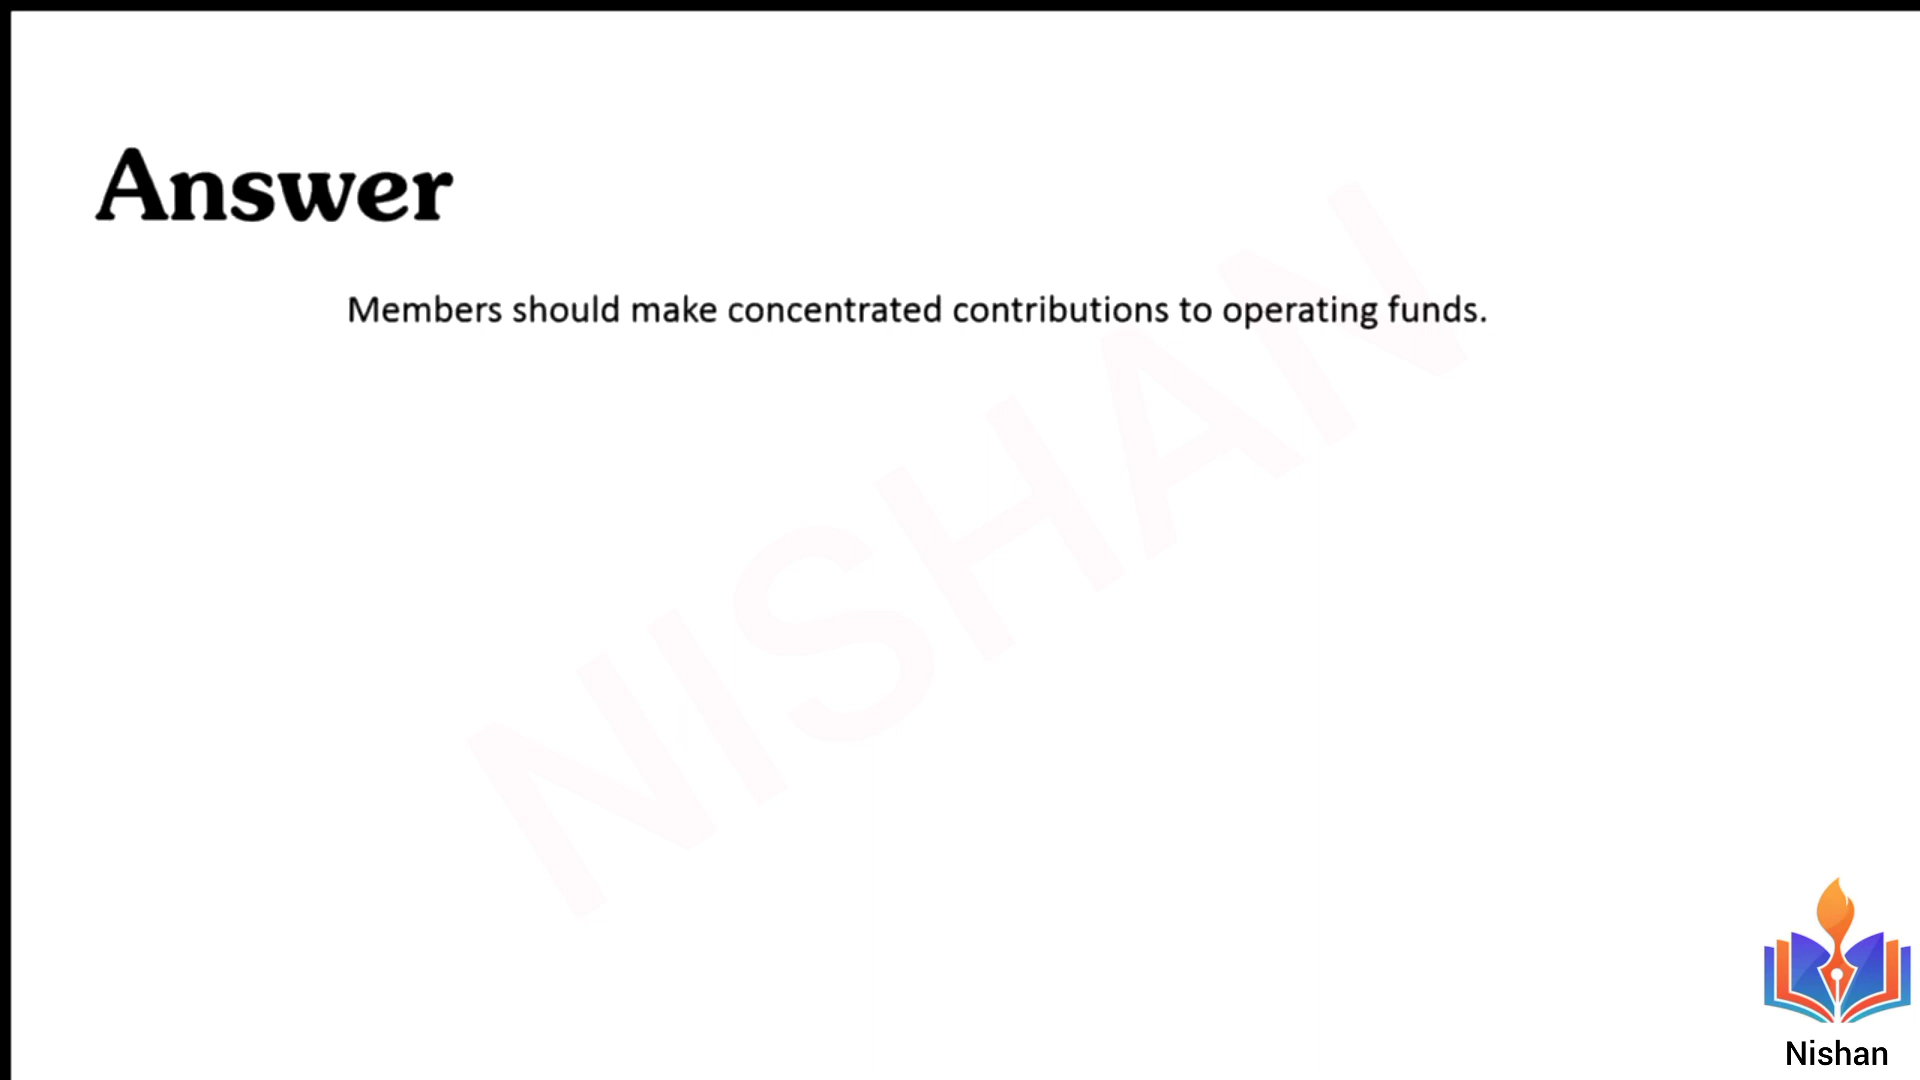 Answer
Members should make concentrated contributions to operating funds.
NISHAN
Nishan